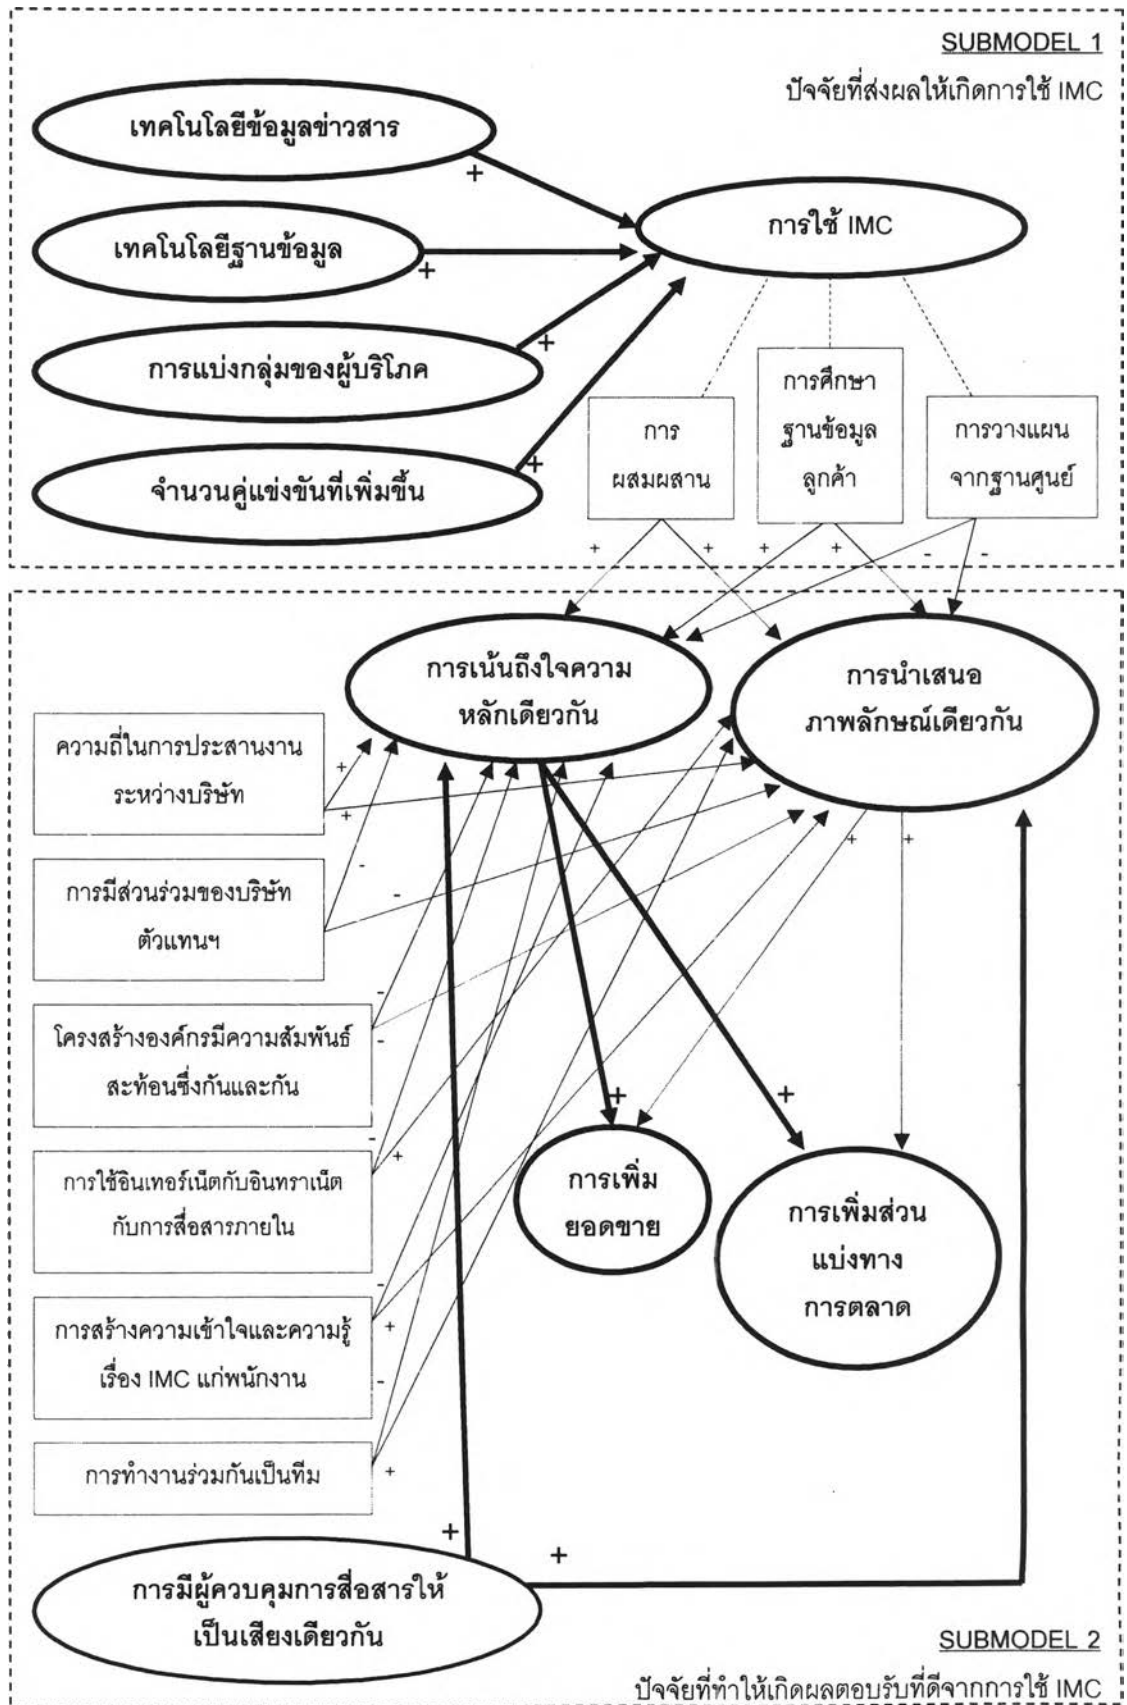 SUBMODEL 1
ปัจจัยที่ส่งผลให้เกิดการใช้ IMC
เทคโนโลยีข้อมูลข่าวสาร
+
การใช้ IMC
เทคโนโลยีฐานข้อมูล
+
การแบ่งกลุ่มของผู้บริโภค
+
จำนวนคู่แข่งขันที่เพิ่มขึ้น
+
การ
ผสมผสาน
การศึกษา
ฐานข้อมูล
ลูกค้า
การวางแผน
จากฐานศูนย์
+ + + + - -
การเน้นถึงใจความ
หลักเดียวกัน
การนำเสนอ
ภาพลักษณ์เดียวกัน
ความถี่ในการประสานงาน
ระหว่างบริษัท
+
+
+ +
การมีส่วนร่วมของบริษัท
ตัวแทนฯ
-
-
โครงสร้างองค์กรมีความสัมพันธ์
สะท้อนซึ่งกันและกัน
-
-
การใช้อินเทอร์เน็ตกับอินทราเน็ต
กับการสื่อสารภายใน
-
+
การสร้างความเข้าใจและความรู้
เรื่อง IMC แก่พนักงาน
-
+
การทำงานร่วมกันเป็นทีม
-
+
+
การเพิ่ม
ยอดขาย
+
การเพิ่มส่วน
แบ่งทาง
การตลาด
การมีผู้ควบคุมการสื่อสารให้
เป็นเสียงเดียวกัน
+
+
SUBMODEL 2
ปัจจัยที่ทำให้เกิดผลตอบรับที่ดีจากการใช้ IMC